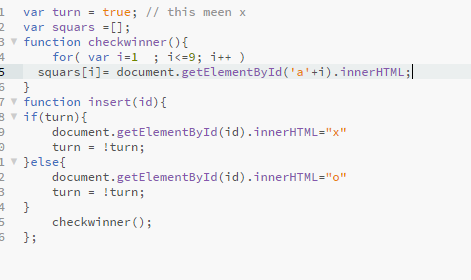 1 var turn = true; // this meen x
2 var squars =[];
3 function checkwinner(){
4 for( var i=1  ; i<=9; i++ )
5 squars[i]= document.getElementById('a'+i).innerHTML;
6 }
7 function insert(id){
8 if(turn){
9 document.getElementById(id).innerHTML="x"
0 turn = !turn;
1 }else{
2 document.getElementById(id).innerHTML="o"
3 turn = !turn;
4 }
5 checkwinner();
6 };